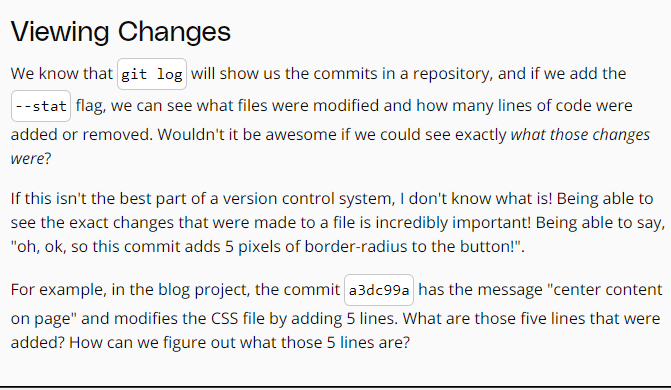 Viewing Changes
We know that git log will show us the commits in a repository, and if we add the
--stat flag, we can see what files were modified and how many lines of code were
added or removed. Wouldn't it be awesome if we could see exactly what those changes
were?
If this isn't the best part of a version control system, I don't know what is! Being able to
see the exact changes that were made to a file is incredibly important! Being able to say,
"oh, ok, so this commit adds 5 pixels of border-radius to the button!".
For example, in the blog project, the commit a3dc99a has the message "center content
on page" and modifies the CSS file by adding 5 lines. What are those five lines that were
added? How can we figure out what those 5 lines are?